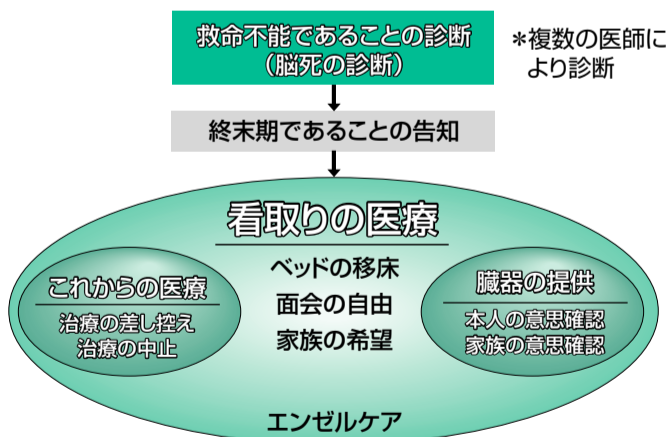 救命不能であることの診断
（脳死の診断）
＊複数の医師に
より診断
終末期であることの告知
看取りの医療
ベッドの移床
面会の自由
家族の希望
これからの医療
治療の差し控え
治療の中止
臓器の提供
本人の意思確認
家族の意思確認
エンゼルケア